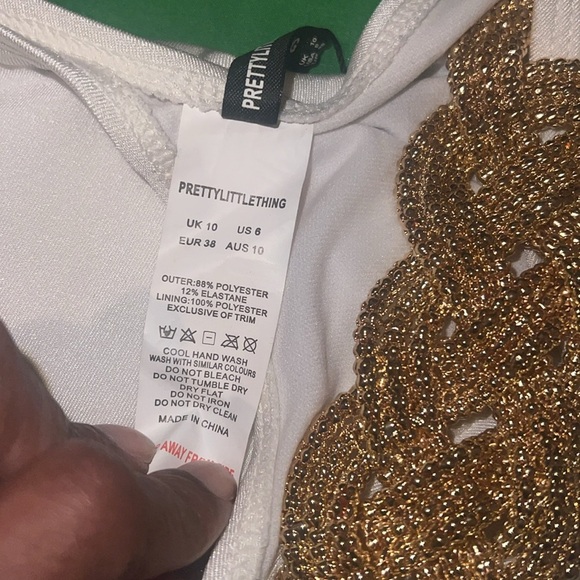 PRETTYLITTLETHING
UK 10 US 6
EUR 38 AUS 10
OUTER:88% POLYESTER
12% ELASTANE
LINING:100% POLYESTER
EXCLUSIVE OF TRIM
COOL HAND WASH
WASH WITH SIMILAR COLOURS
DO NOT BLEACH
DO NOT TUMBLE DRY
DRY FLAT
DO NOT IRON
DO NOT DRY CLEAN
MADE IN CHINA
AWAY